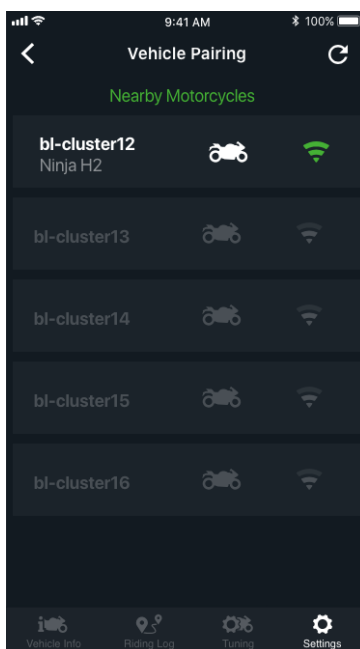 9:41 AM
100%
Vehicle Pairing
Nearby Motorcycles
bl-cluster12
Ninja H2
bl-cluster13
bl-cluster14
bl-cluster15
bl-cluster16
Vehicle Info
Riding Log
Tuning
Settings